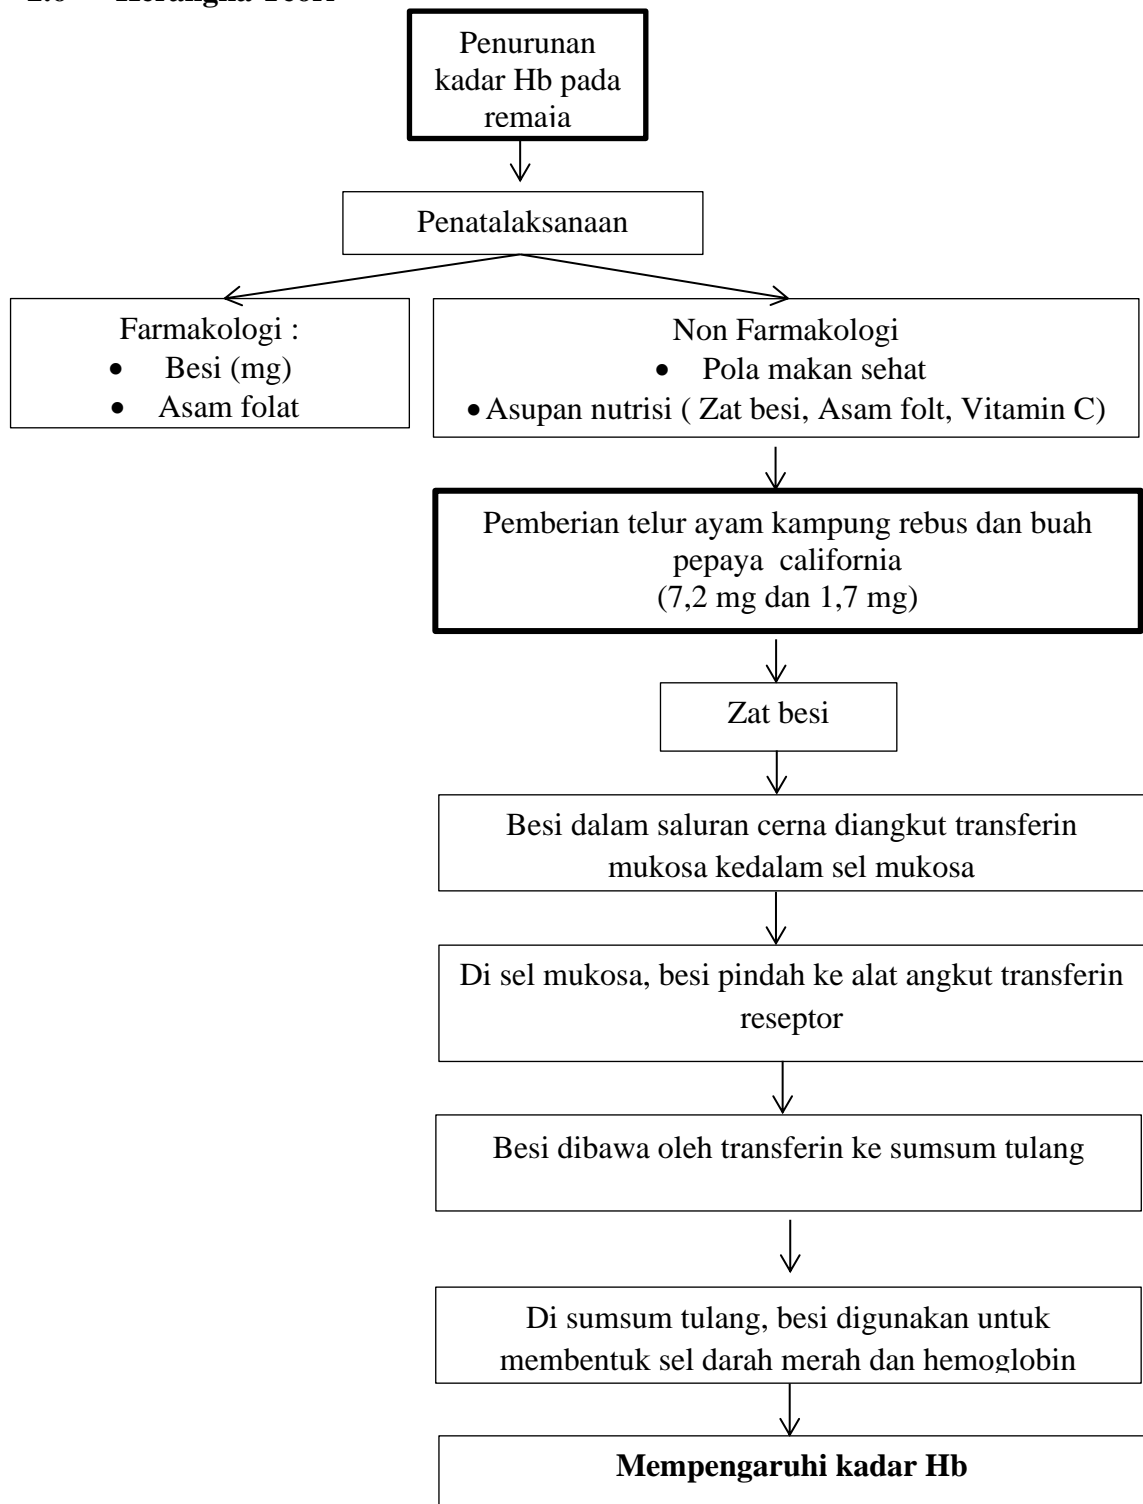 Penurunan
kadar Hb pada
remaja
Penatalaksanaan
Farmakologi :
• Besi (mg)
• Asam folat
Non Farmakologi
• Pola makan sehat
• Asupan nutrisi ( Zat besi, Asam folt, Vitamin C)
Pemberian telur ayam kampung rebus dan buah
pepaya california
(7,2 mg dan 1,7 mg)
Zat besi
Besi dalam saluran cerna diangkut transferin
mukosa kedalam sel mukosa
Di sel mukosa, besi pindah ke alat angkut transferin
reseptor
Besi dibawa oleh transferin ke sumsum tulang
Di sumsum tulang, besi digunakan untuk
membentuk sel darah merah dan hemoglobin
Mempengaruhi kadar Hb